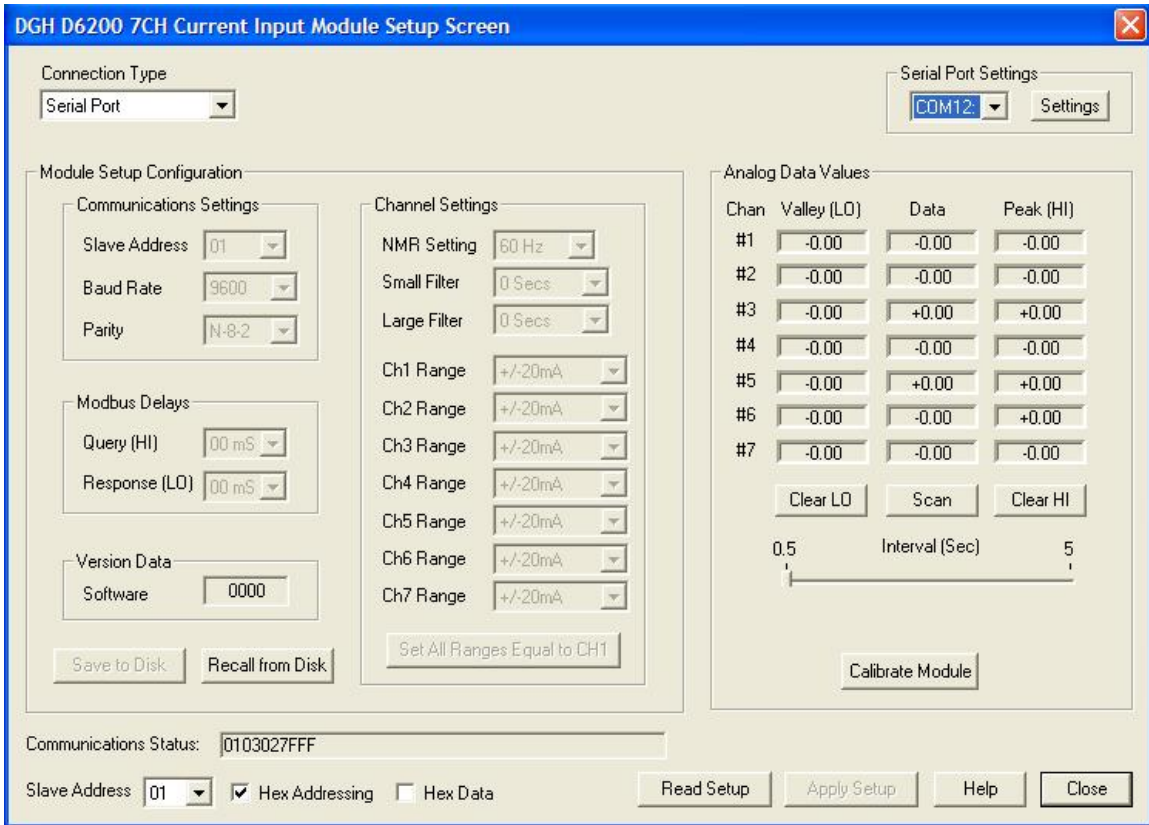 DGH D6200 7CH Current Input Module Setup Screen
Connection Type
Serial Port
Serial Port Settings
COM12:
Settings
Module Setup Configuration
Communications Settings
Slave Address 01
Baud Rate 9600
Parity N-8-2
Modbus Delays
Query (HI) 00 mS
Response (LO) 00 mS
Version Data
Software 0000
Save to Disk
Recall from Disk
Channel Settings
NMR Setting 60 Hz
Small Filter 0 Secs
Large Filter 0 Secs
Ch1 Range +/-20mA
Ch2 Range +/-20mA
Ch3 Range +/-20mA
Ch4 Range +/-20mA
Ch5 Range +/-20mA
Ch6 Range +/-20mA
Ch7 Range +/-20mA
Set All Ranges Equal to CH1
Analog Data Values
Chan Valley (LO) Data Peak (HI)
#1 -0.00 -0.00 -0.00
#2 -0.00 -0.00 -0.00
#3 -0.00 +0.00 +0.00
#4 -0.00 -0.00 -0.00
#5 -0.00 +0.00 +0.00
#6 -0.00 -0.00 +0.00
#7 -0.00 -0.00 -0.00
Clear LO Scan Clear HI
0.5 Interval (Sec) 5
Calibrate Module
Communications Status: 0103027FFF
Slave Address 01 Hex Addressing Hex Data
Read Setup Apply Setup Help Close